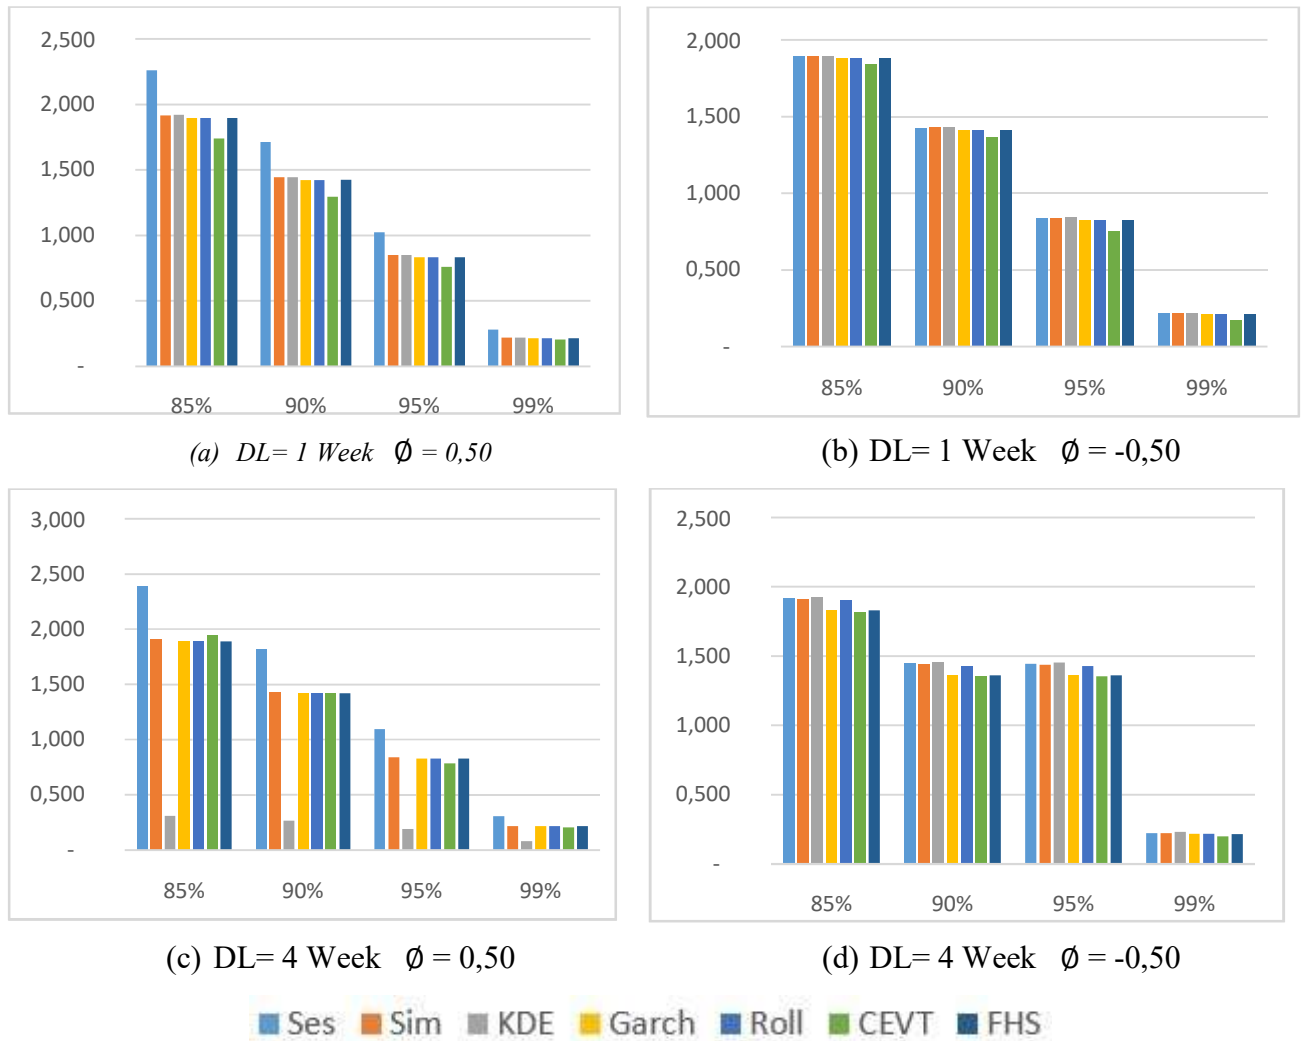 2,500
2,000
1,500
1,000
0,500
-
85% 90% 95% 99%
(a) DL= 1 Week ∅ = 0,50
2,000
1,500
1,000
0,500
-
85% 90% 95% 99%
(b) DL= 1 Week ∅ = -0,50
3,000
2,500
2,000
1,500
1,000
0,500
-
85% 90% 95% 99%
(c) DL= 4 Week ∅ = 0,50
2,500
2,000
1,500
1,000
0,500
-
85% 90% 95% 99%
(d) DL= 4 Week ∅ = -0,50
Ses Sim KDE Garch Roll CEVT FHS